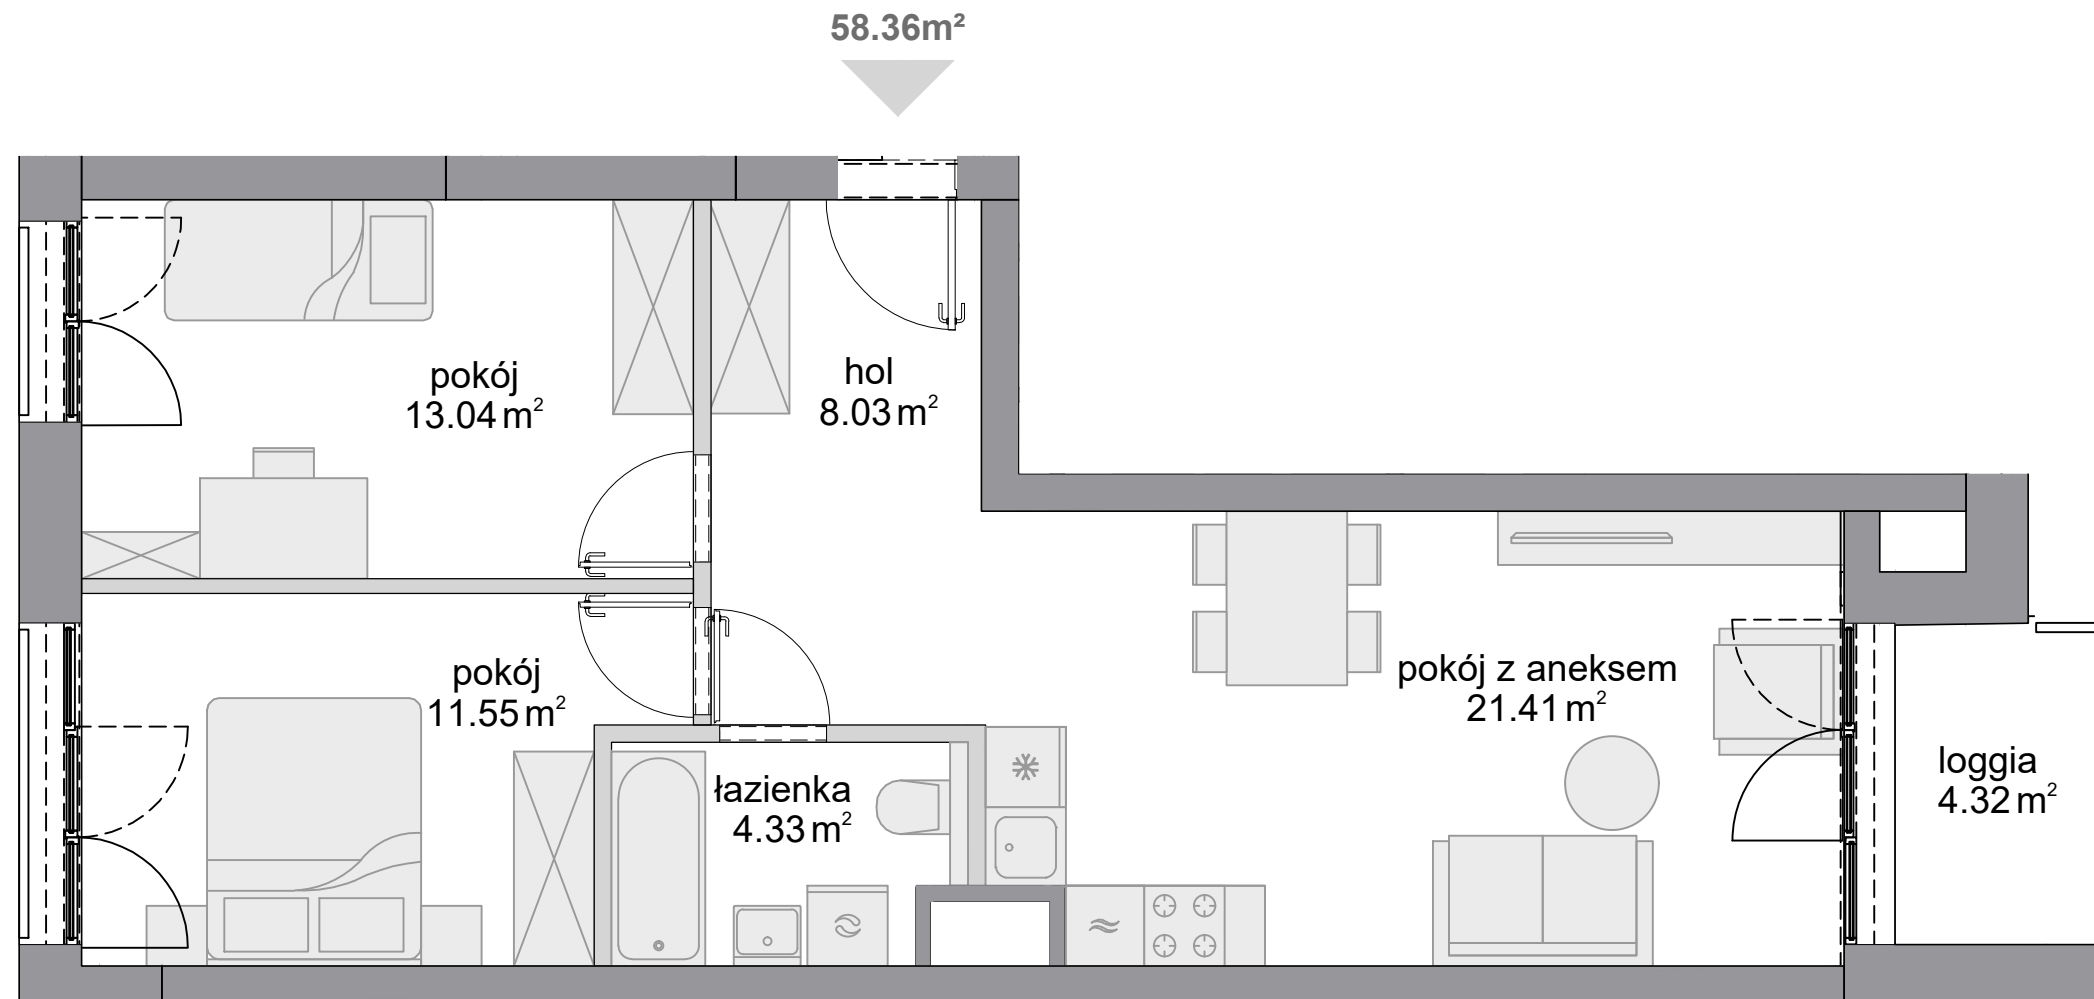 58.36m²
pokój
13.04 m²
hol
8.03 m²
pokój
11.55 m²
pokój z aneksem
21.41 m²
łazienka
4.33 m²
loggia
4.32 m²